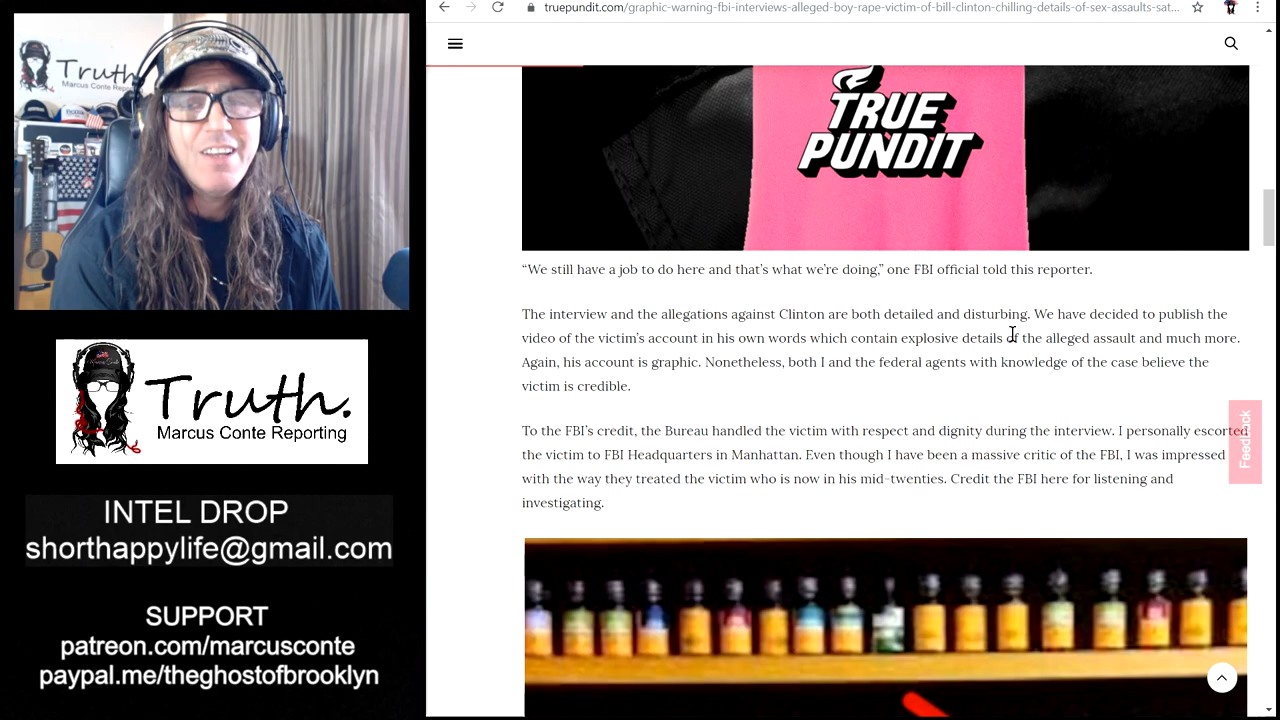 truepundit.com/graphic-warning-fbi-interviews-alleged-boy-rape-victim-of-bill-clinton-chilling-details-of-sex-assaults-sat...
Truth.
Marcus Conte Reporting
TRUE
PUNDIT
“We still have a job to do here and that’s what we’re doing,” one FBI official told this reporter.
The interview and the allegations against Clinton are both detailed and disturbing. We have decided to publish the
video of the victim’s account in his own words which contain explosive details of the alleged assault and much more.
Again, his account is graphic. Nonetheless, both I and the federal agents with knowledge of the case believe the
victim is credible.
To the FBI’s credit, the Bureau handled the victim with respect and dignity during the interview. I personally escorted
the victim to FBI Headquarters in Manhattan. Even though I have been a massive critic of the FBI, I was impressed
with the way they treated the victim who is now in his mid-twenties. Credit the FBI here for listening and
investigating.
Feedback
Truth.
Marcus Conte Reporting
INTEL DROP
shorthappylife@gmail.com
SUPPORT
patreon.com/marcusconte
paypal.me/theghostofbrooklyn